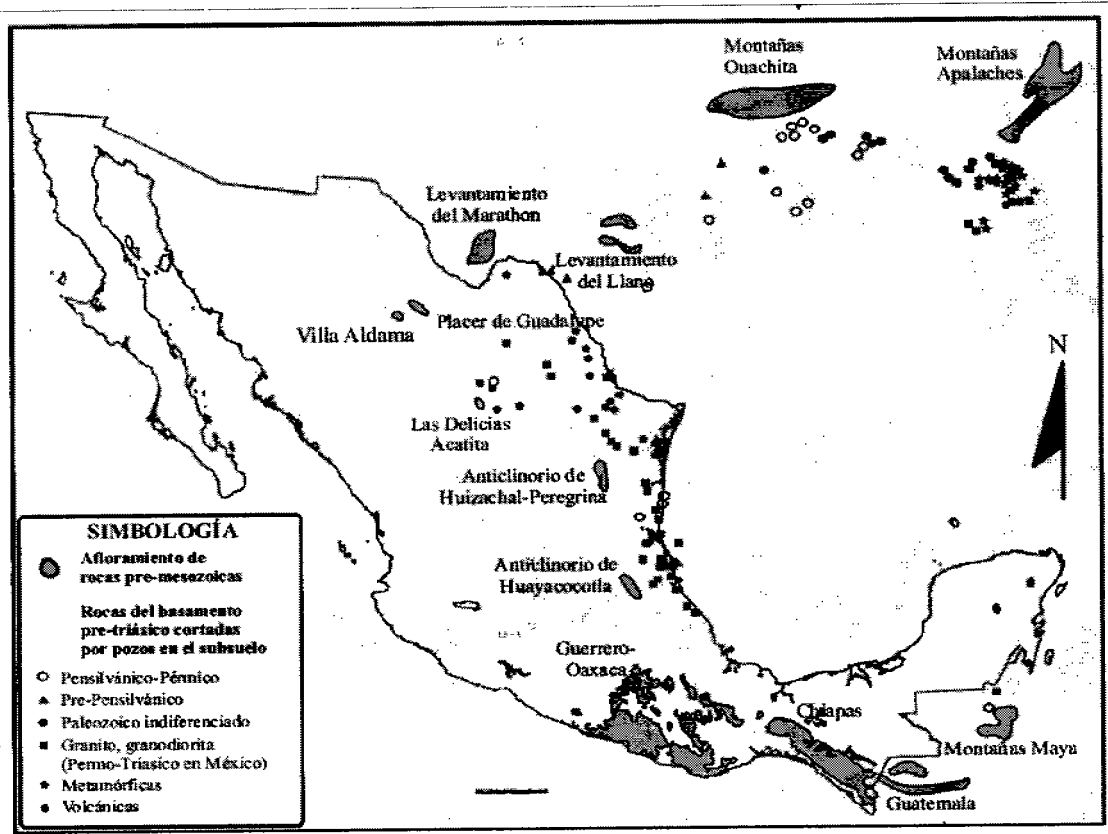 Montañas
Ouachita
Montañas
Apalaches
Levantamiento
del Marathon
Levantamiento
del Llano
Placer de Guadalupe
Villa Aldama
N
Las Delicias
Acatita
Anticlinorio de
Huizachal-Peregrina
Anticlinorio de
Huayacocotla
Guerrero-
Oaxaca
Chiapas
Montañas Maya
Guatemala
SIMBOLOGÍA
Afloramiento de
rocas pre-mesozoicas
Rocas del basamento
pre-triásico cortadas
por pozos en el subsuelo
Pensilvánico-Pérmico
Pre-Pensilvánico
Paleozoico indiferenciado
Granito, granodiorita
(Permo-Triasico en México)
Metamórficas
Volcánicas